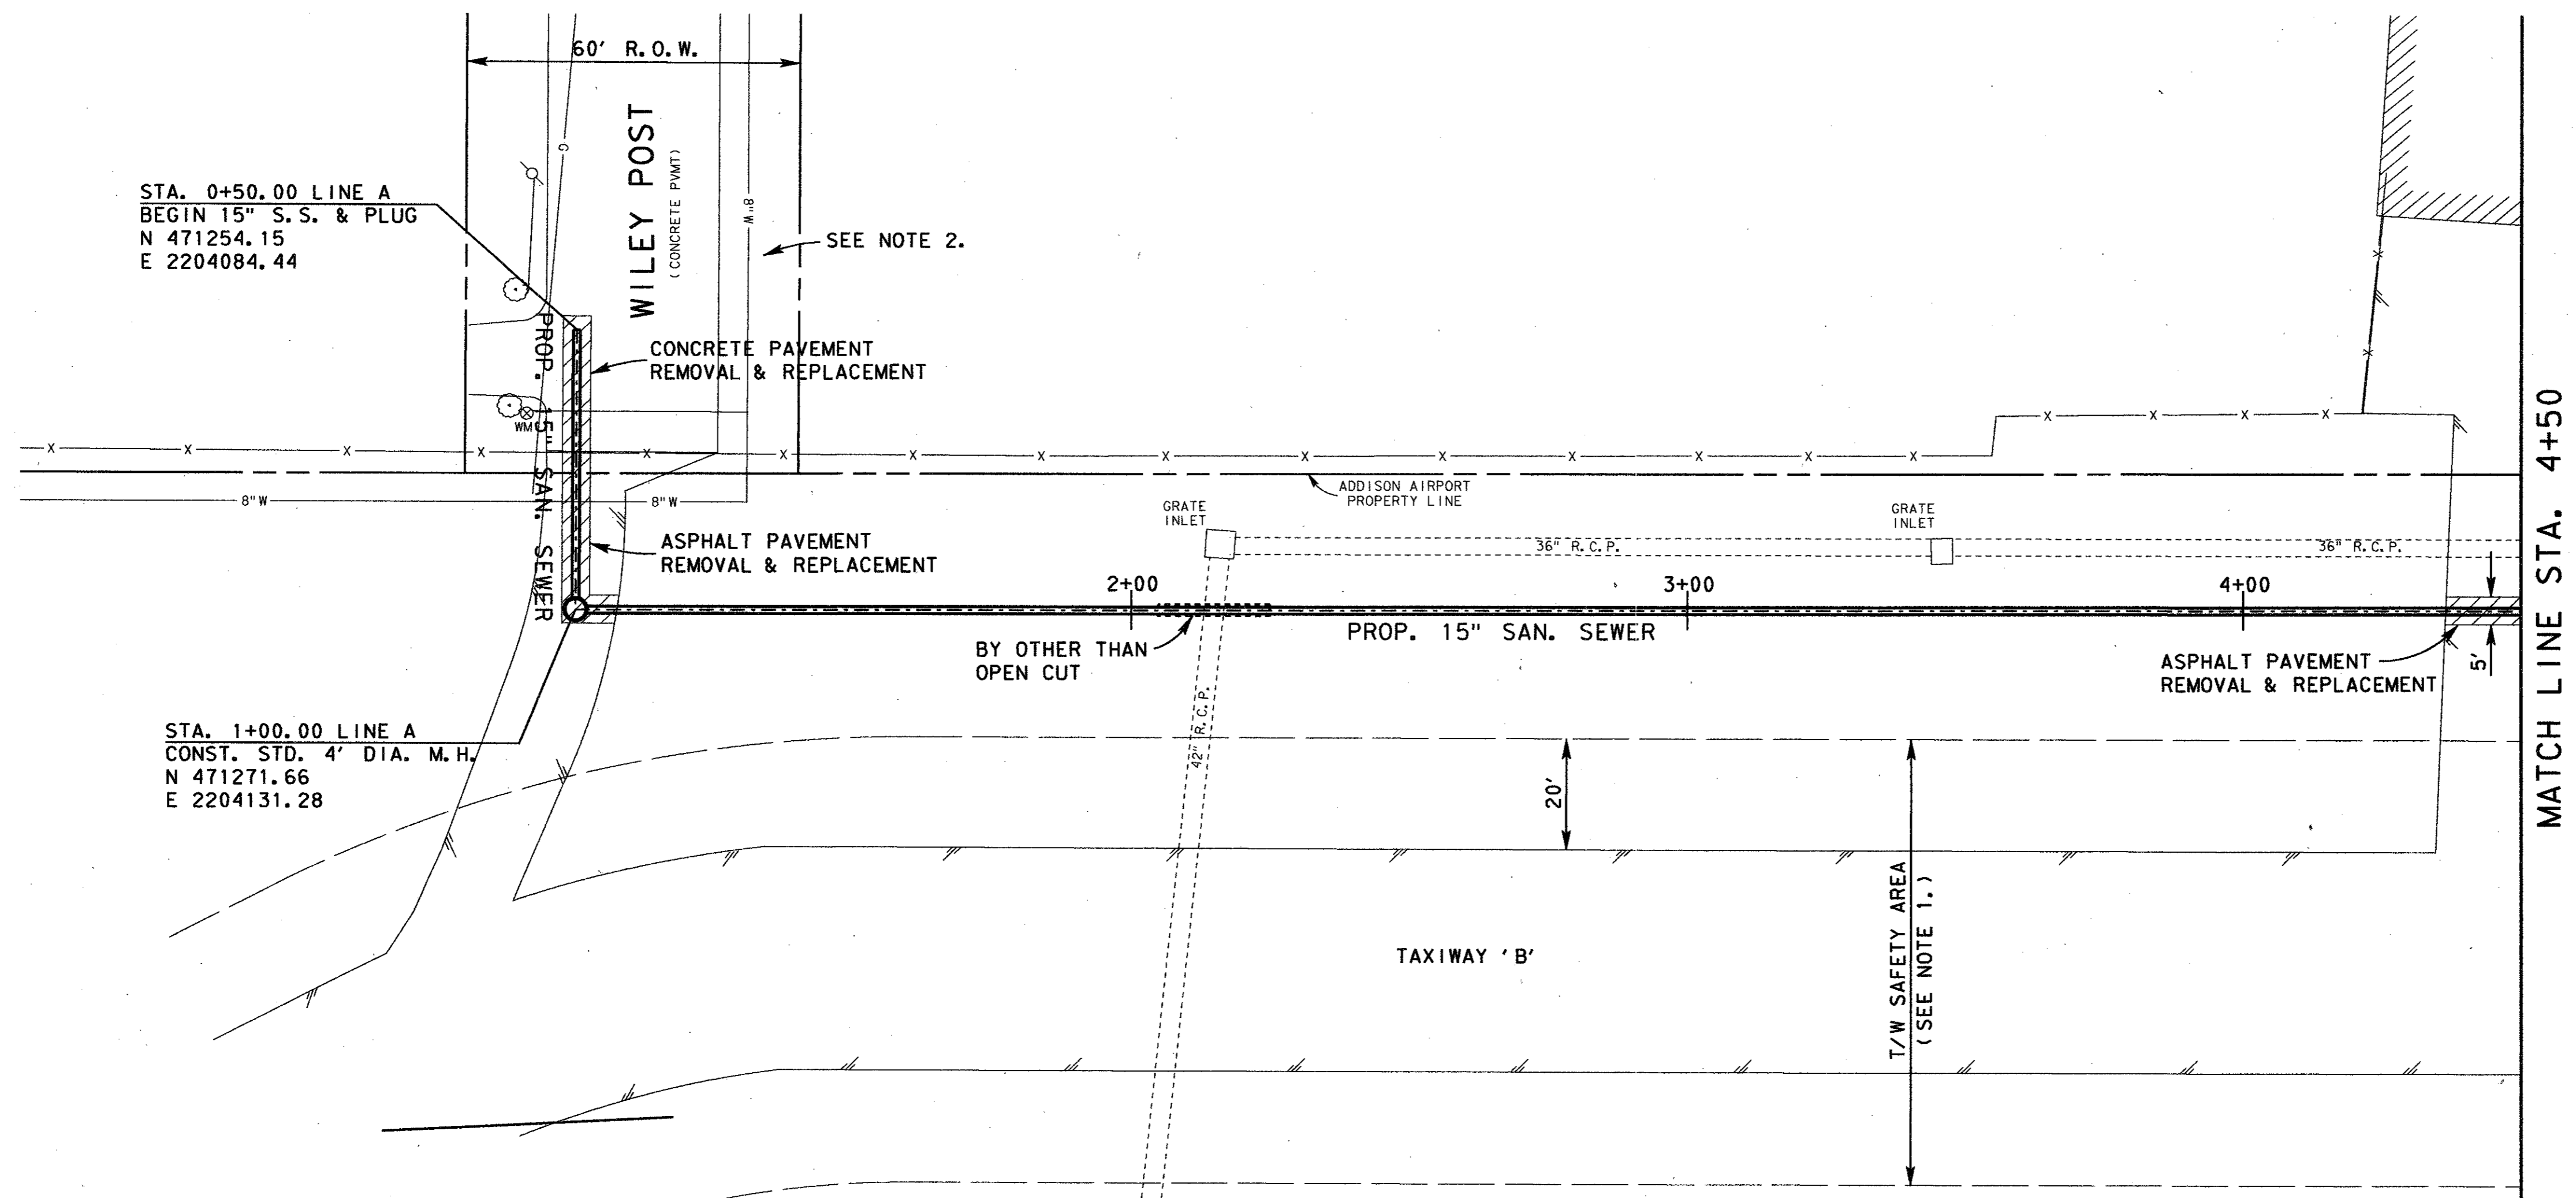 60' R.O.W.
WILEY POST
(CONCRETE PVMT)
G
8"W
STA. 0+50.00 LINE A
BEGIN 15" S.S. & PLUG
N 471254.15
E 2204084.44
SEE NOTE 2.
CONCRETE PAVEMENT
REMOVAL & REPLACEMENT
WM
PROP. 15" SAN. SEWER
8"W
8"W
ASPHALT PAVEMENT
REMOVAL & REPLACEMENT
ADDISON AIRPORT
PROPERTY LINE
GRATE
INLET
GRATE
INLET
36" R.C.P.
36" R.C.P.
2+00
3+00
4+00
PROP. 15" SAN. SEWER
BY OTHER THAN
OPEN CUT
42" R.C.P.
ASPHALT PAVEMENT
REMOVAL & REPLACEMENT
5'
MATCH LINE STA. 4+50
STA. 1+00.00 LINE A
CONST. STD. 4' DIA. M.H.
N 471271.66
E 2204131.28
20'
T/W SAFETY AREA
(SEE NOTE 1.)
TAXIWAY 'B'